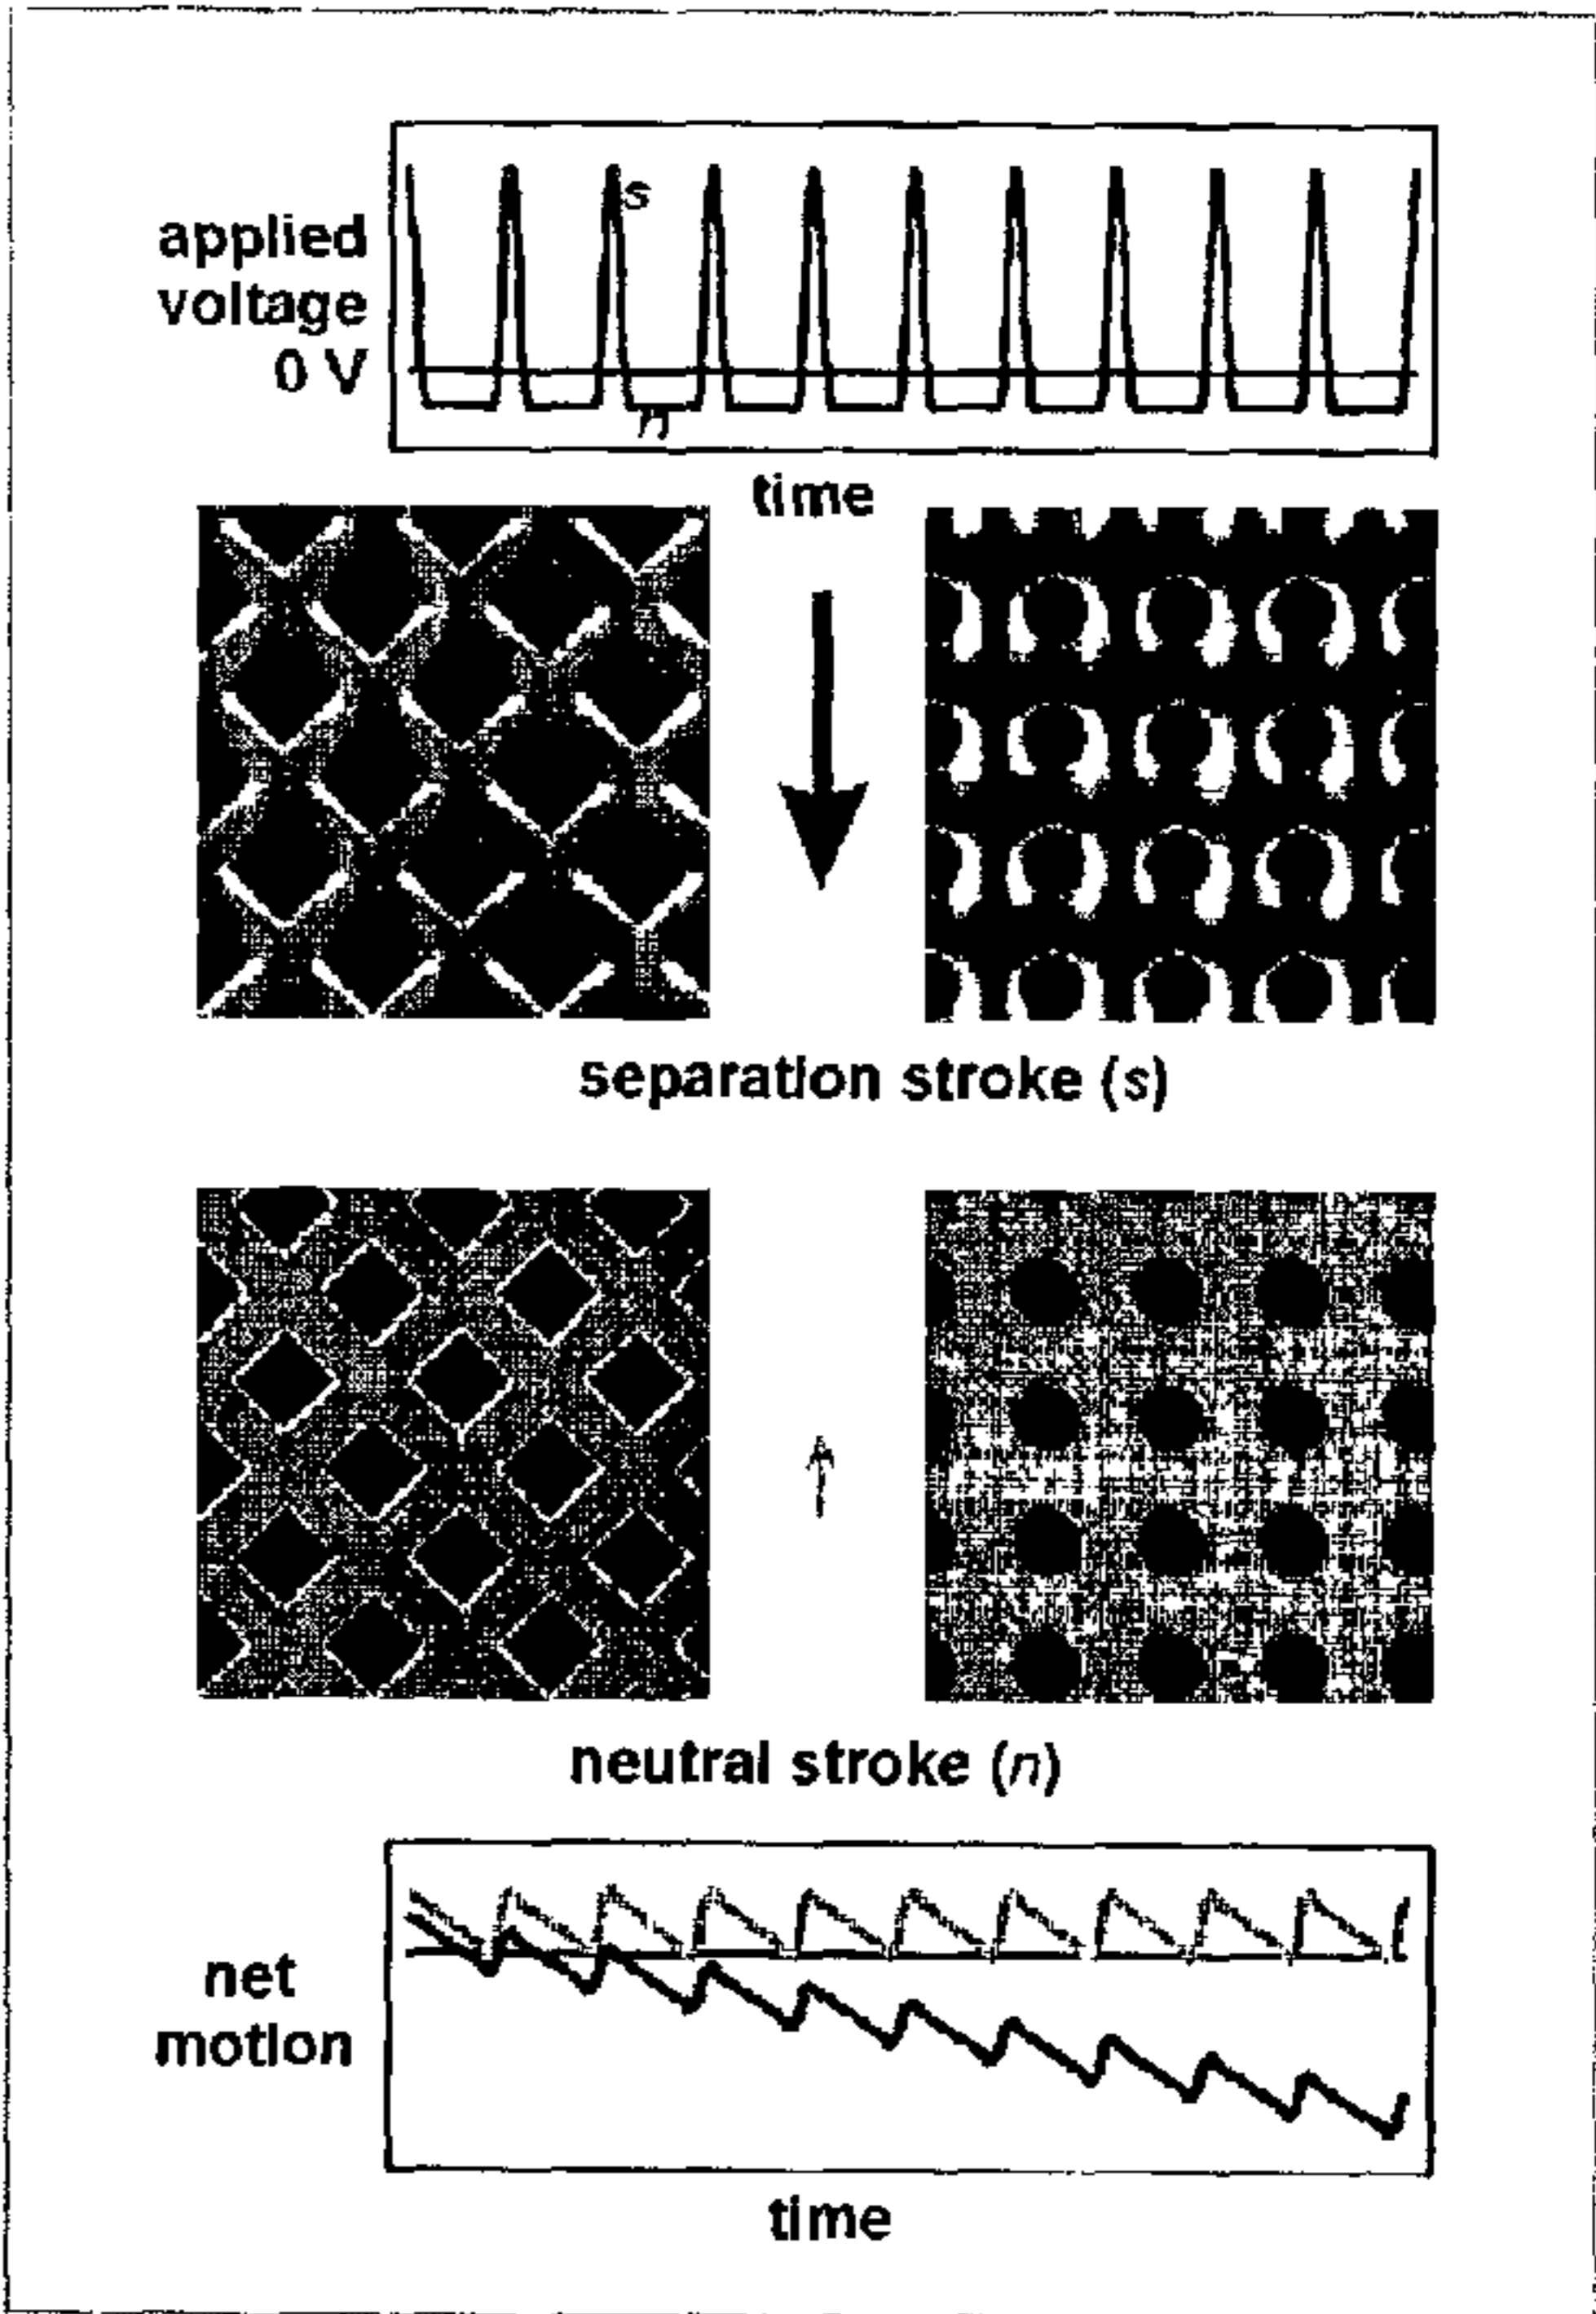 applied
voltage
0 V
s
n
time
separation stroke (s)
neutral stroke (n)
net
motion
time